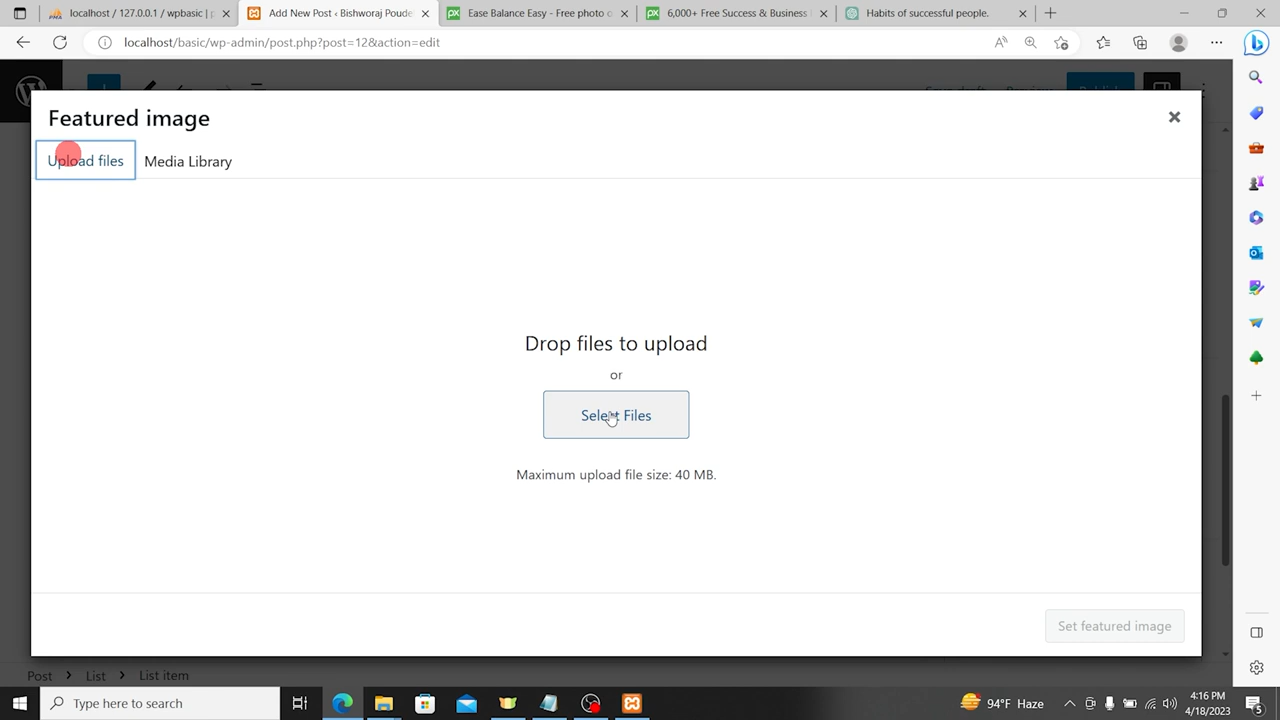 localhost / 127.0.0.1 / wpbasic | p
Add New Post ‹ Bishworaj Poude
Ease Balance Easy - Free photo o
6,000+ Free Success & Business
Habits of successful people.
localhost/basic/wp-admin/post.php?post=12&action=edit
Featured image
Upload files
Media Library
Drop files to upload
or
Select Files
Maximum upload file size: 40 MB.
Set featured image
Post
List
List item
Type here to search
94°F Haze
4:16 PM
4/18/2023
5